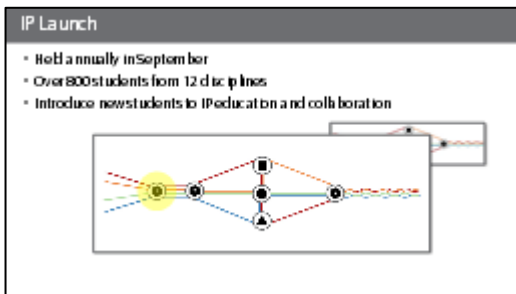 IP Launch
Held annually in September
Over 800 students from 12 disciplines
Introduce new students to IP education and collaboration